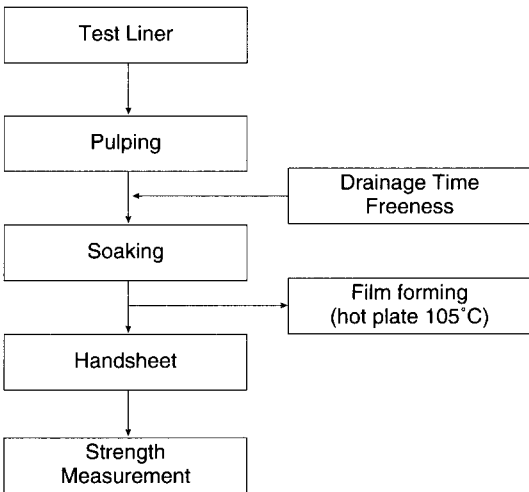 Test Liner
Pulping
Drainage Time
Freeness
Soaking
Film forming
(hot plate 105˚C)
Handsheet
Strength
Measurement